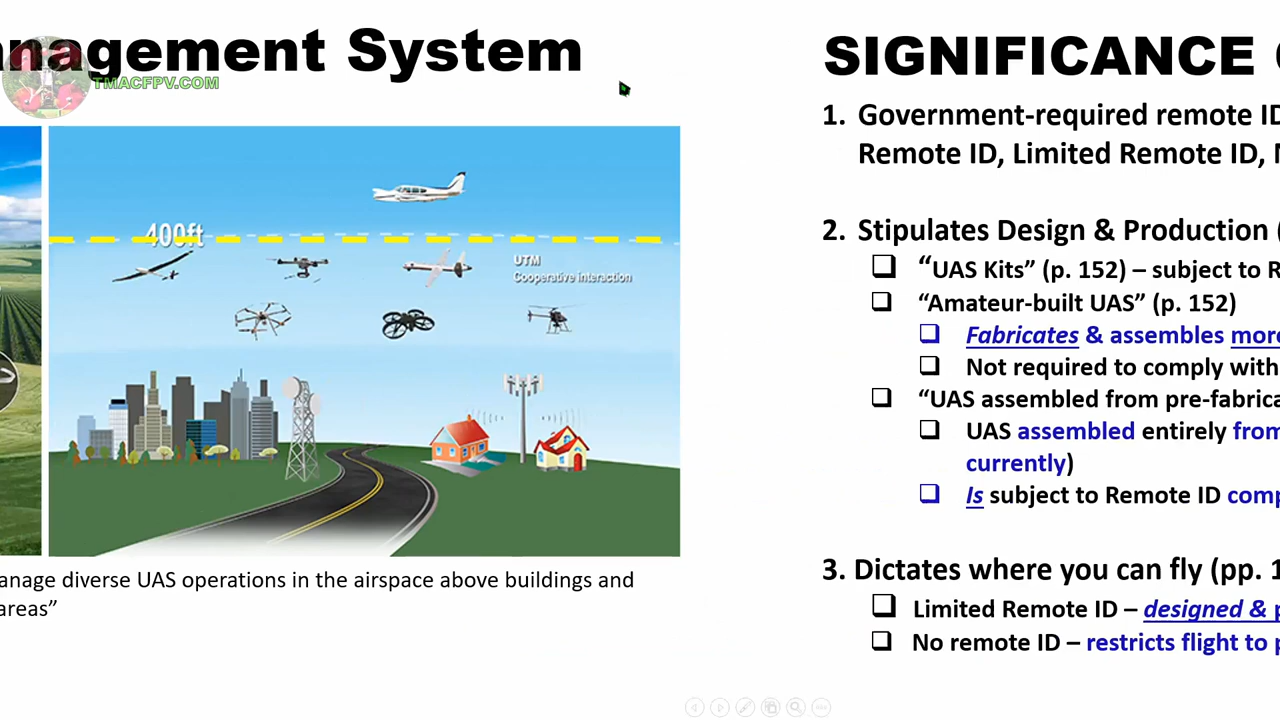 nagement System
TMACFPV.COM
400ft
UTM
Cooperative interaction
anage diverse UAS operations in the airspace above buildings and
areas”
SIGNIFICANCE
1. Government-required remote ID
Remote ID, Limited Remote ID,
2. Stipulates Design & Production (
“UAS Kits” (p. 152) – subject to R
“Amateur-built UAS” (p. 152)
Fabricates & assembles more
Not required to comply with
“UAS assembled from pre-fabrica
UAS assembled entirely from
currently)
Is subject to Remote ID comp
3. Dictates where you can fly (pp. 1
Limited Remote ID – designed & p
No remote ID – restricts flight to p